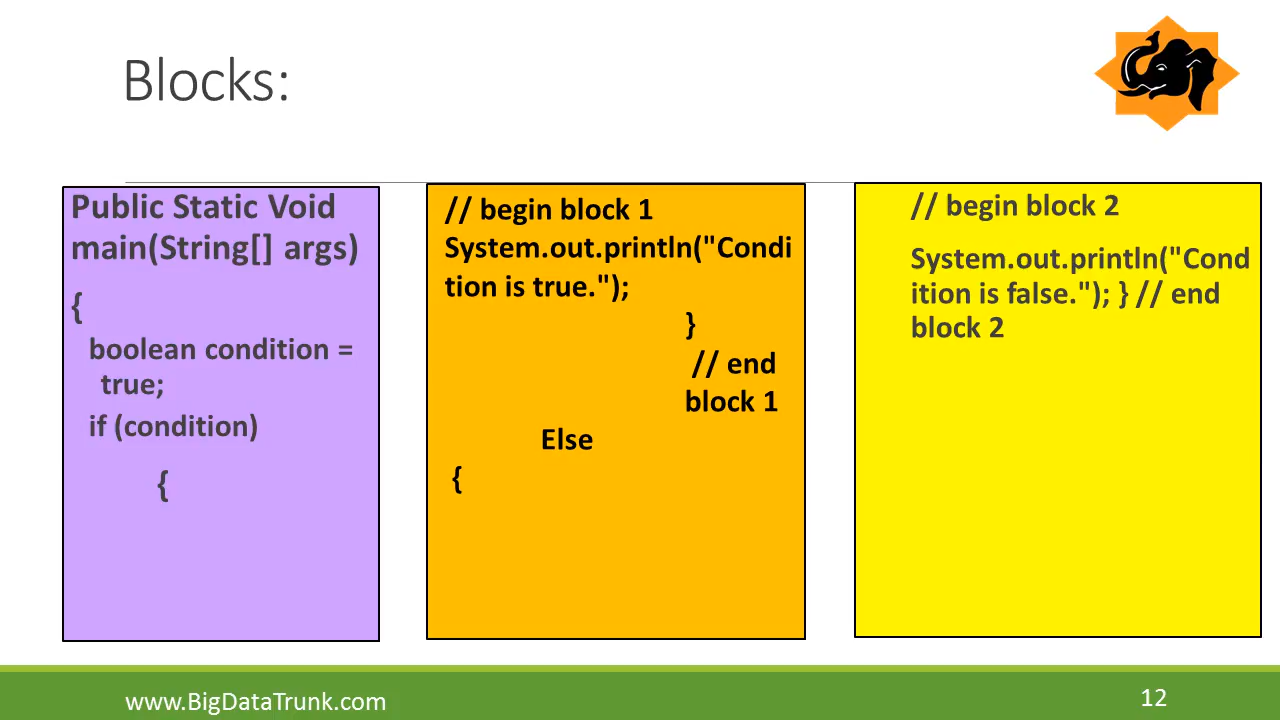 Blocks:
Public Static Void
main(String[] args)
{
boolean condition =
true;
if (condition)
{
// begin block 1
System.out.println("Condi
tion is true.");
}
// end
block 1
Else
{
// begin block 2
System.out.println("Cond
ition is false."); } // end
block 2
www.BigDataTrunk.com
12